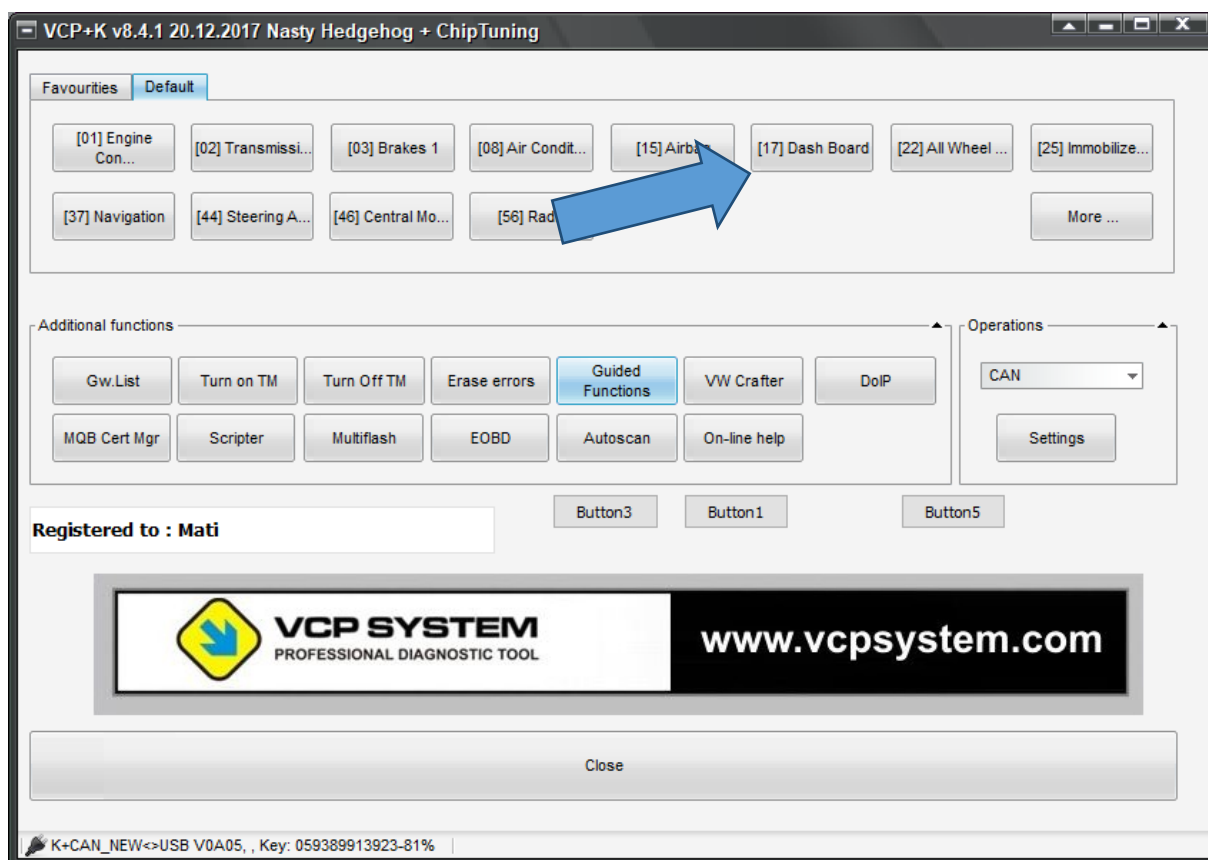 VCP+K v8.4.1 20.12.2017 Nasty Hedgehog + ChipTuning
Favourities Default
[01] Engine Con... [02] Transmissi... [03] Brakes 1 [08] Air Condit... [15] Airbag [17] Dash Board [22] All Wheel ... [25] Immobilize...
[37] Navigation [44] Steering A... [46] Central Mo... [56] Rad More ...
Additional functions Operations
Gw.List Turn on TM Turn Off TM Erase errors Guided Functions VW Crafter DoIP CAN
MQB Cert Mgr Scripter Multiflash EOBD Autoscan On-line help Settings
Button3 Button1 Button5
Registered to : Mati
VCP SYSTEM www.vcpsystem.com
PROFESSIONAL DIAGNOSTIC TOOL
Close
K+CAN_NEW<>USB V0A05, , Key: 059389913923-81%